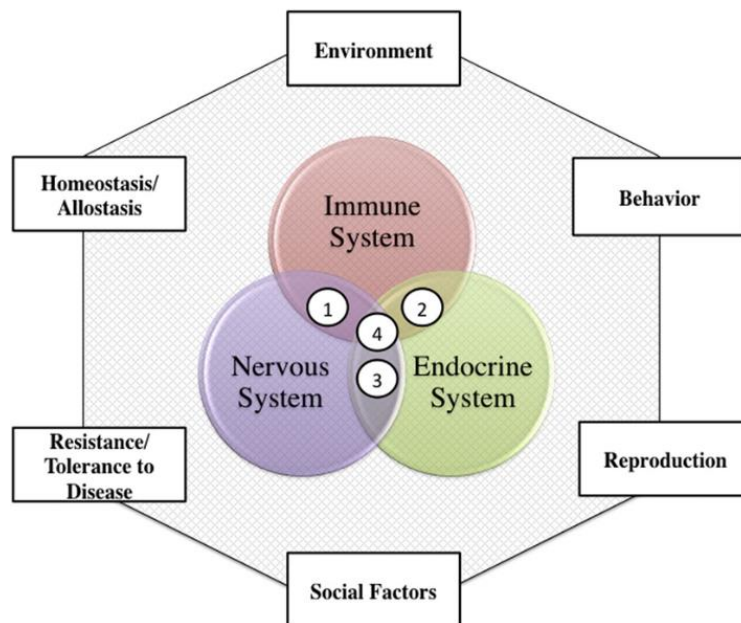 Environment
Homeostasis/
Allostasis
Behavior
Immune
System
1
2
4
3
Nervous
System
Endocrine
System
Resistance/
Tolerance to
Disease
Reproduction
Social Factors